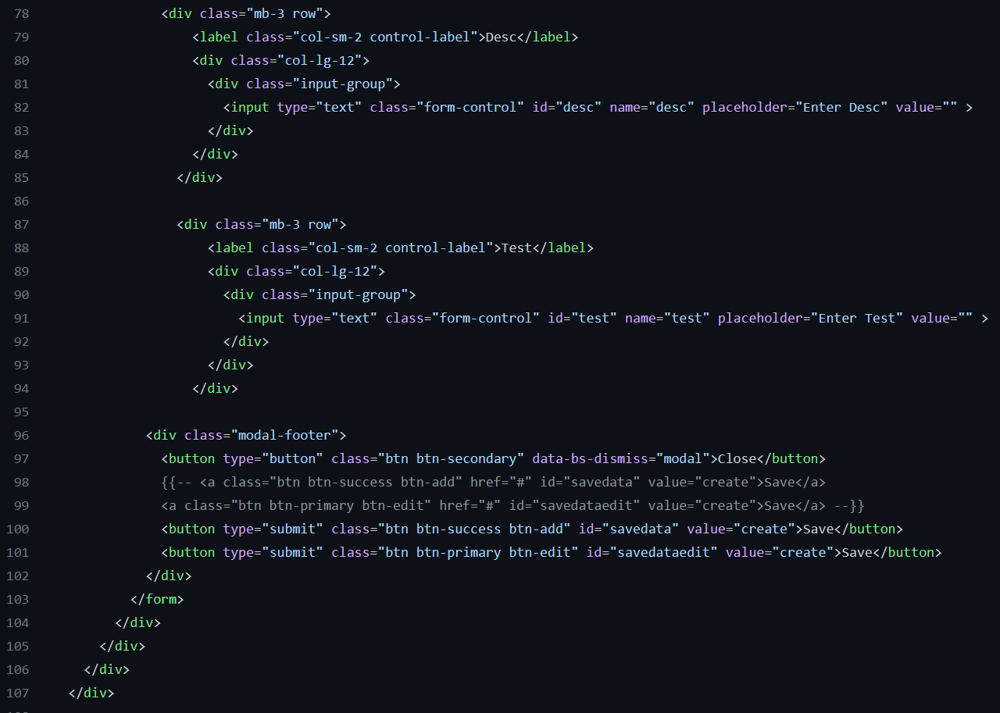 78 <div class="mb-3 row">
79 <label class="col-sm-2 control-label">Desc</label>
80 <div class="col-lg-12">
81 <div class="input-group">
82 <input type="text" class="form-control" id="desc" name="desc" placeholder="Enter Desc" value="" >
83 </div>
84 </div>
85 </div>
86
87 <div class="mb-3 row">
88 <label class="col-sm-2 control-label">Test</label>
89 <div class="col-lg-12">
90 <div class="input-group">
91 <input type="text" class="form-control" id="test" name="test" placeholder="Enter Test" value="" >
92 </div>
93 </div>
94 </div>
95
96 <div class="modal-footer">
97 <button type="button" class="btn btn-secondary" data-bs-dismiss="modal">Close</button>
98 {{-- <a class="btn btn-success btn-add" href="#" id="savedata" value="create">Save</a>
99 <a class="btn btn-primary btn-edit" href="#" id="savedataedit" value="create">Save</a> --}}
100 <button type="submit" class="btn btn-success btn-add" id="savedata" value="create">Save</button>
101 <button type="submit" class="btn btn-primary btn-edit" id="savedataedit" value="create">Save</button>
102 </div>
103 </form>
104 </div>
105 </div>
106 </div>
107 </div>